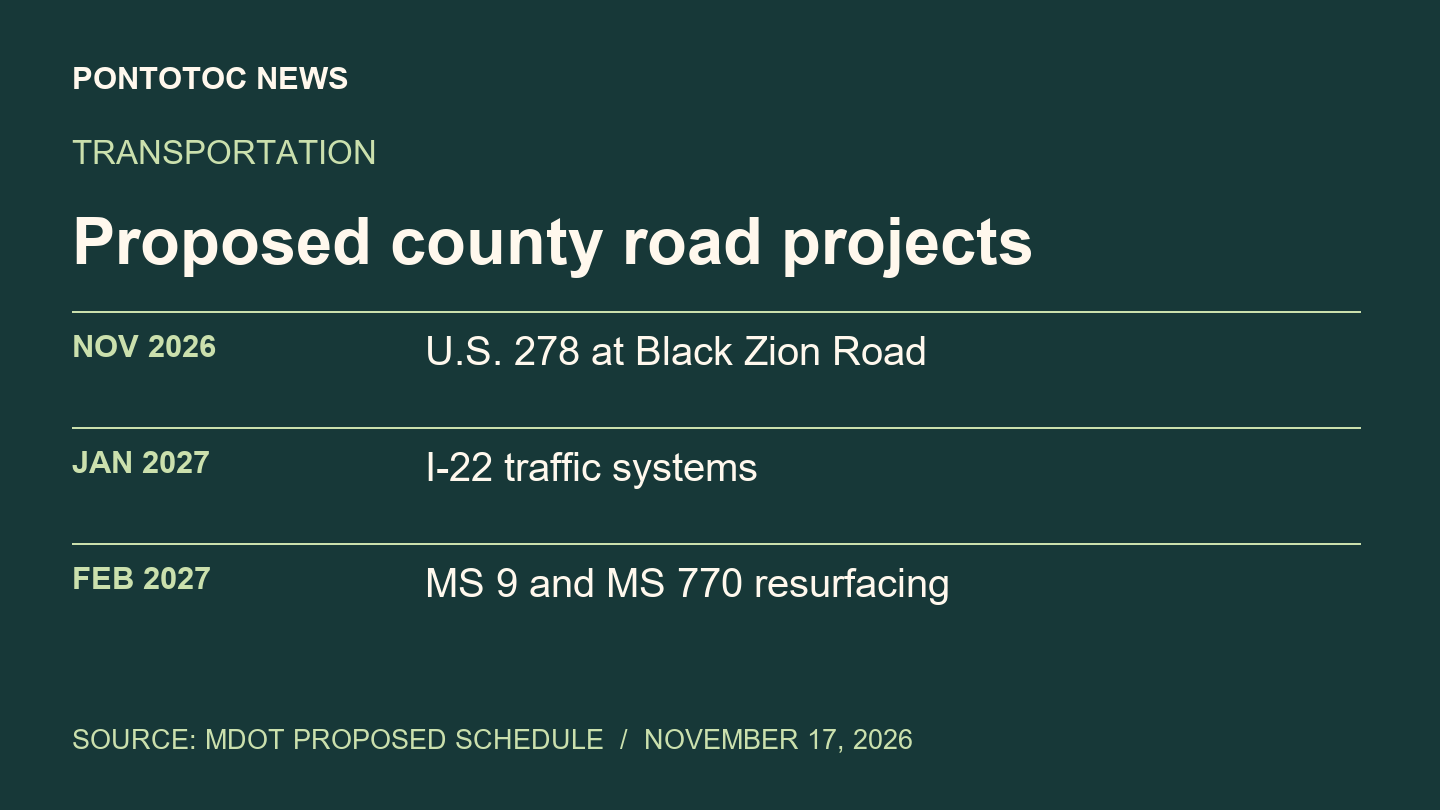 PONTOTOC NEWS
TRANSPORTATION
Proposed county road projects
NOV 2026 U.S. 278 at Black Zion Road
JAN 2027 I-22 traffic systems
FEB 2027 MS 9 and MS 770 resurfacing
SOURCE: MDOT PROPOSED SCHEDULE / NOVEMBER 17, 2026